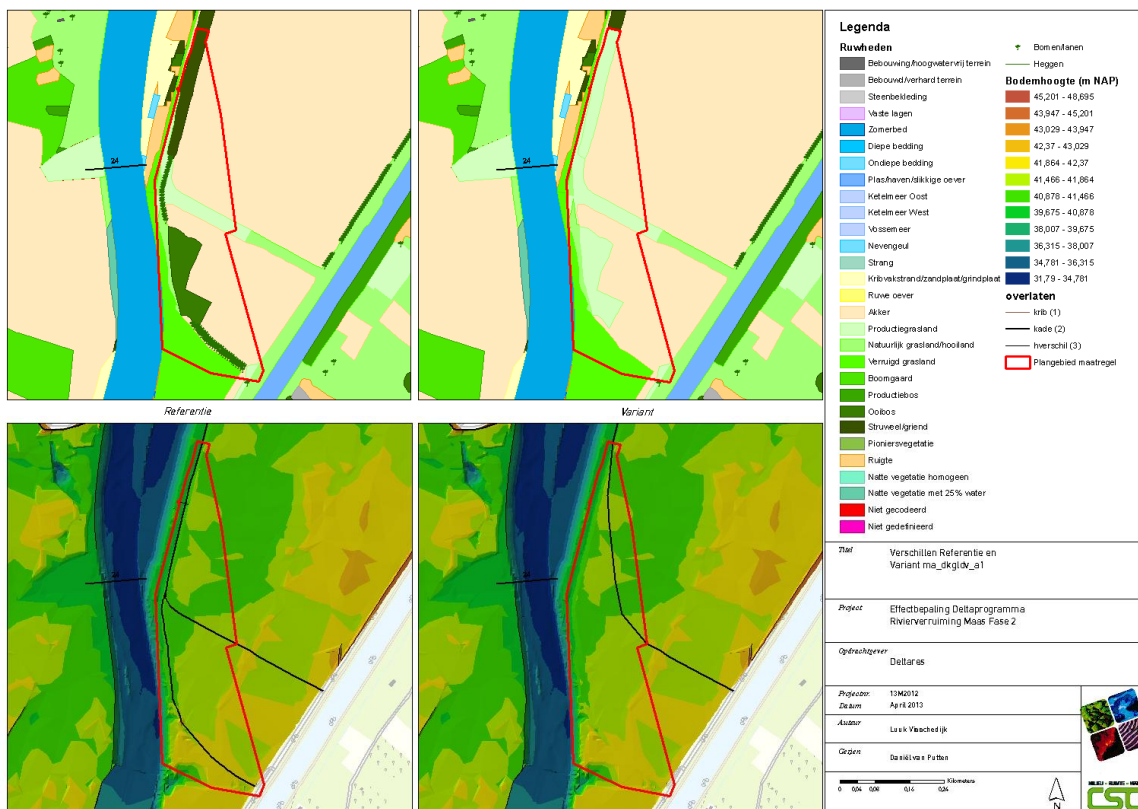 24
24
Referentie
Variant
24
24
Legenda
Ruwheden
Bebouwing/hoogwatervrij terrein
Bebouwd/verhard terrein
Steenbekleding
Vaste lagen
Zomerbed
Diepe bedding
Ondiepe bedding
Plas/haven/slikkige oever
Ketelmeer Oost
Ketelmeer West
Vossemeer
Nevengeul
Strang
Kribvakstrand/zandplaat/grindplaat
Ruwe oever
Akker
Productiegrasland
Natuurlijk grasland/hooiland
Verruigd grasland
Boomgaard
Productiebos
Ooibos
Struweel/griend
Pioniersvegetatie
Ruigte
Natte vegetatie homogeen
Natte vegetatie met 25% water
Niet gecodeerd
Niet gedefinieerd
Bomen/lanen
Heggen
Bodemhoogte (m NAP)
45,201 - 48,695
43,947 - 45,201
43,029 - 43,947
42,37 - 43,029
41,864 - 42,37
41,466 - 41,864
40,878 - 41,466
39,675 - 40,878
38,007 - 39,675
36,315 - 38,007
34,781 - 36,315
31,79 - 34,781
overlaten
krib (1)
kade (2)
hverschil (3)
Plangebied maatregel
Titel Verschillen Referentie en
Variant ma_dkgldv_a1
Project Effectbepaling Deltaprogramma
Rivierverruiming Maas Fase 2
Opdrachtgever
Deltares
Projectnr. 13M2012
Datum April 2013
Auteur
Luuk Visschedijk
Gezien
Daniël van Putten
Kilometers
0 0,04 0,08 0,16 0,24
N
CSO